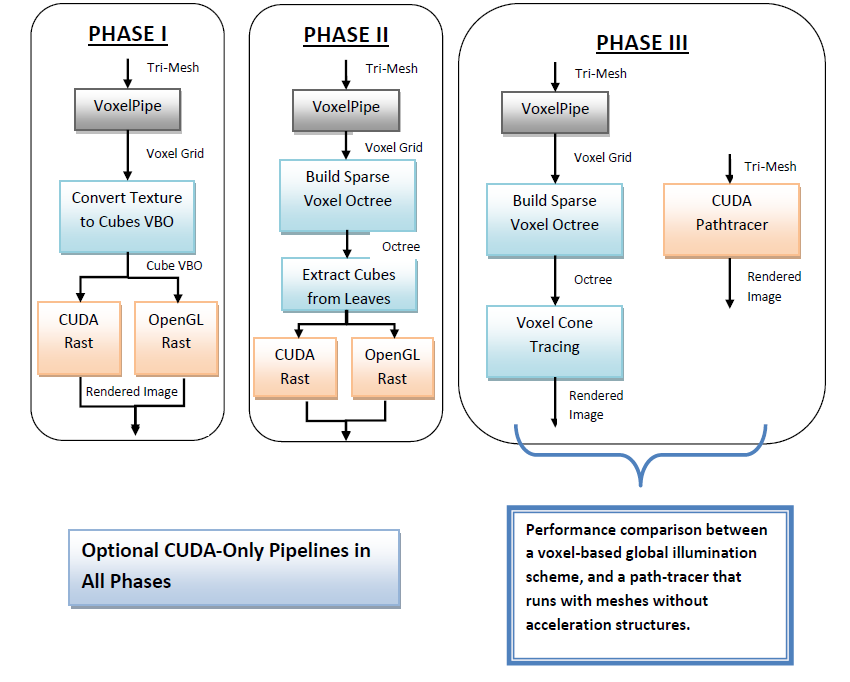 PHASE I
Tri-Mesh
VoxelPipe
Voxel Grid
Convert Texture
to Cubes VBO
Cube VBO
CUDA
Rast
OpenGL
Rast
Rendered Image
PHASE II
Tri-Mesh
VoxelPipe
Voxel Grid
Build Sparse
Voxel Octree
Octree
Extract Cubes
from Leaves
CUDA
Rast
OpenGL
Rast
PHASE III
Tri-Mesh
VoxelPipe
Voxel Grid
Build Sparse
Voxel Octree
Octree
Voxel Cone
Tracing
Rendered
Image
Tri-Mesh
CUDA
Pathtracer
Rendered
Image
Optional CUDA-Only Pipelines in
All Phases
Performance comparison between
a voxel-based global illumination
scheme, and a path-tracer that
runs with meshes without
acceleration structures.